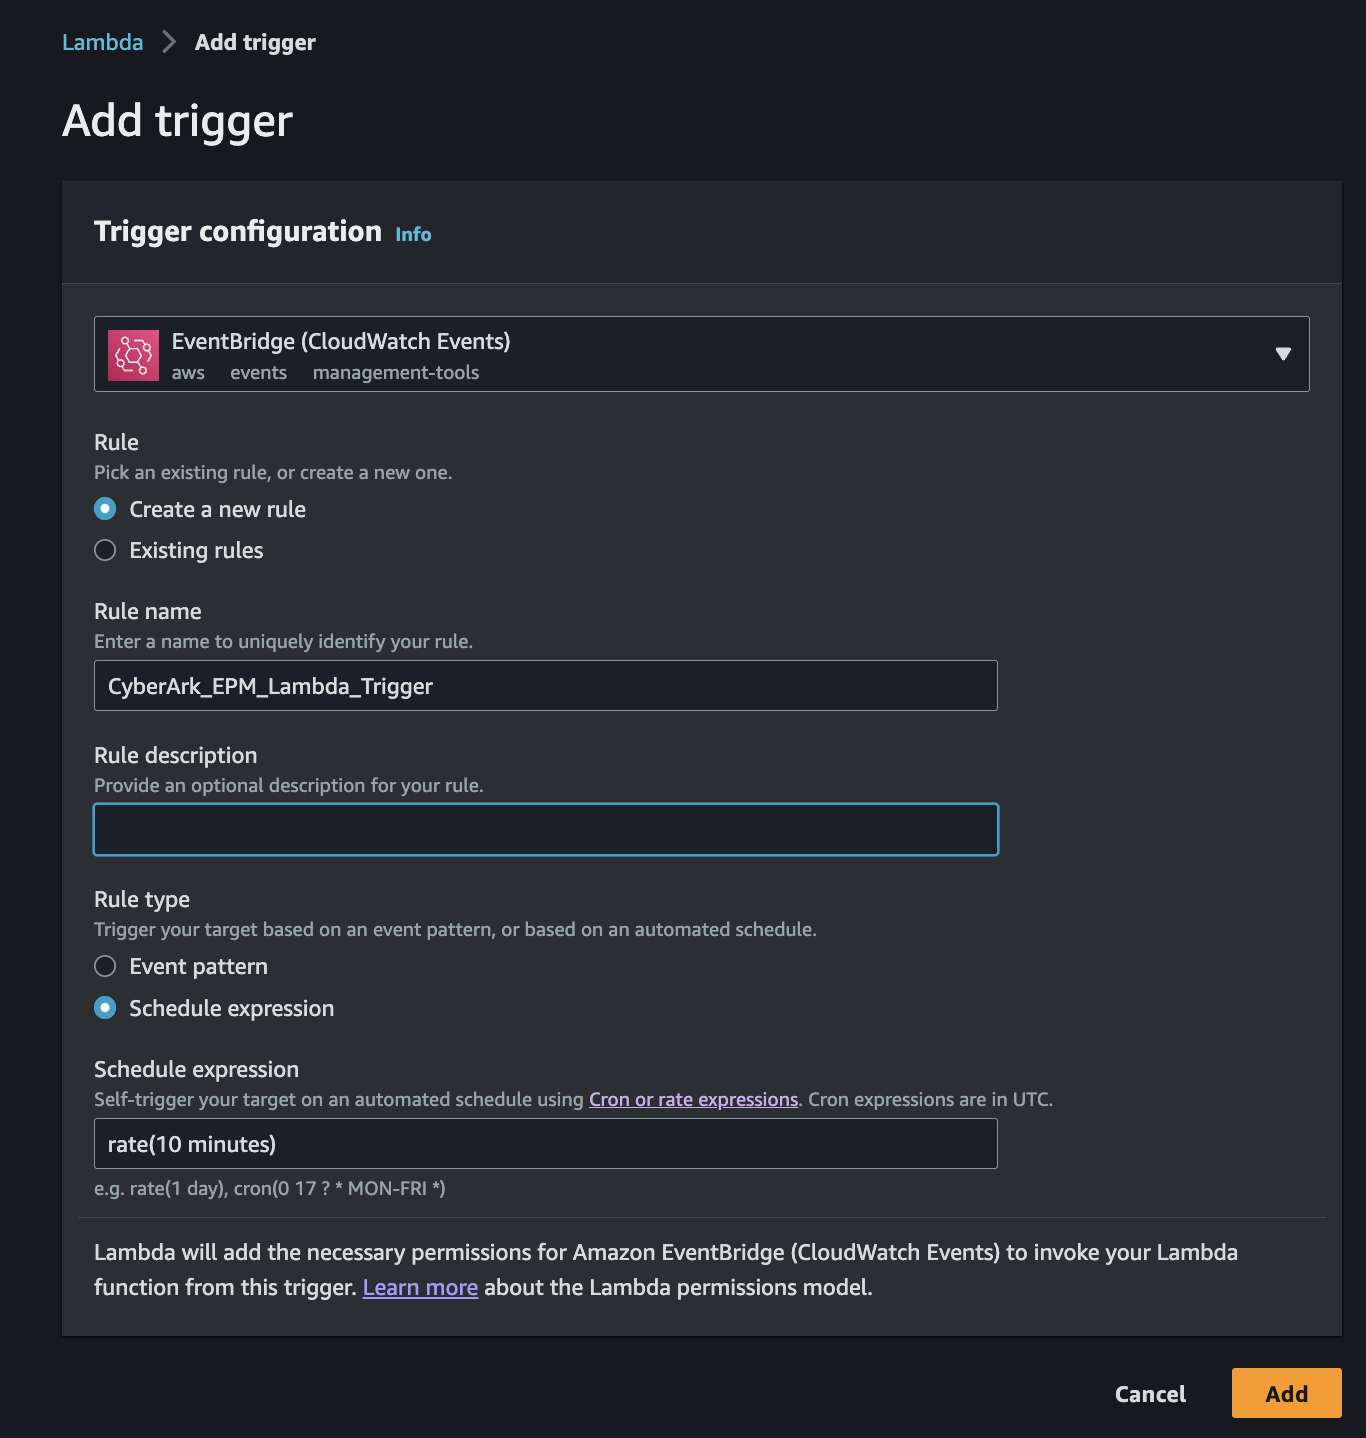 Lambda > Add trigger
Add trigger
Trigger configuration Info
EventBridge (CloudWatch Events)
aws events management-tools
Rule
Pick an existing rule, or create a new one.
Create a new rule
Existing rules
Rule name
Enter a name to uniquely identify your rule.
CyberArk_EPM_Lambda_Trigger
Rule description
Provide an optional description for your rule.
Rule type
Trigger your target based on an event pattern, or based on an automated schedule.
Event pattern
Schedule expression
Schedule expression
Self-trigger your target on an automated schedule using Cron or rate expressions. Cron expressions are in UTC.
rate(10 minutes)
e.g. rate(1 day), cron(0 17 ? * MON-FRI *)
Lambda will add the necessary permissions for Amazon EventBridge (CloudWatch Events) to invoke your Lambda
function from this trigger. Learn more about the Lambda permissions model.
Cancel Add